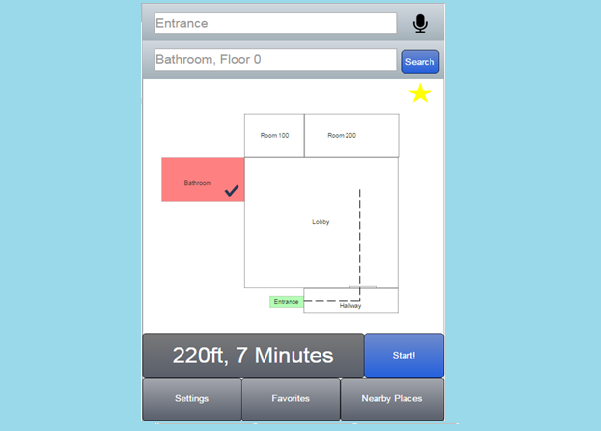 Entrance
Bathroom, Floor 0
Search
Room 100
Room 200
Bathroom
Lobby
Entrance
Halway
220ft, 7 Minutes
Start!
Settings
Favorites
Nearby Places